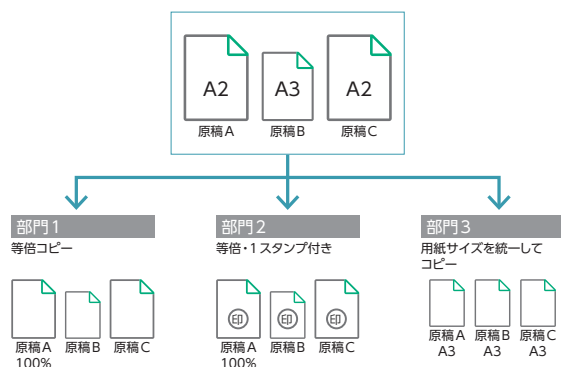 A2 A3 A2
原稿A 原稿B 原稿C
部門1 部門2 部門3
等倍コピー
等倍・1スタンプ付き
用紙サイズを統一して
コピー
印 印 印
原稿A 原稿B 原稿C
100%
原稿A 原稿B 原稿C
100%
原稿A 原稿B 原稿C
A3 A3 A3